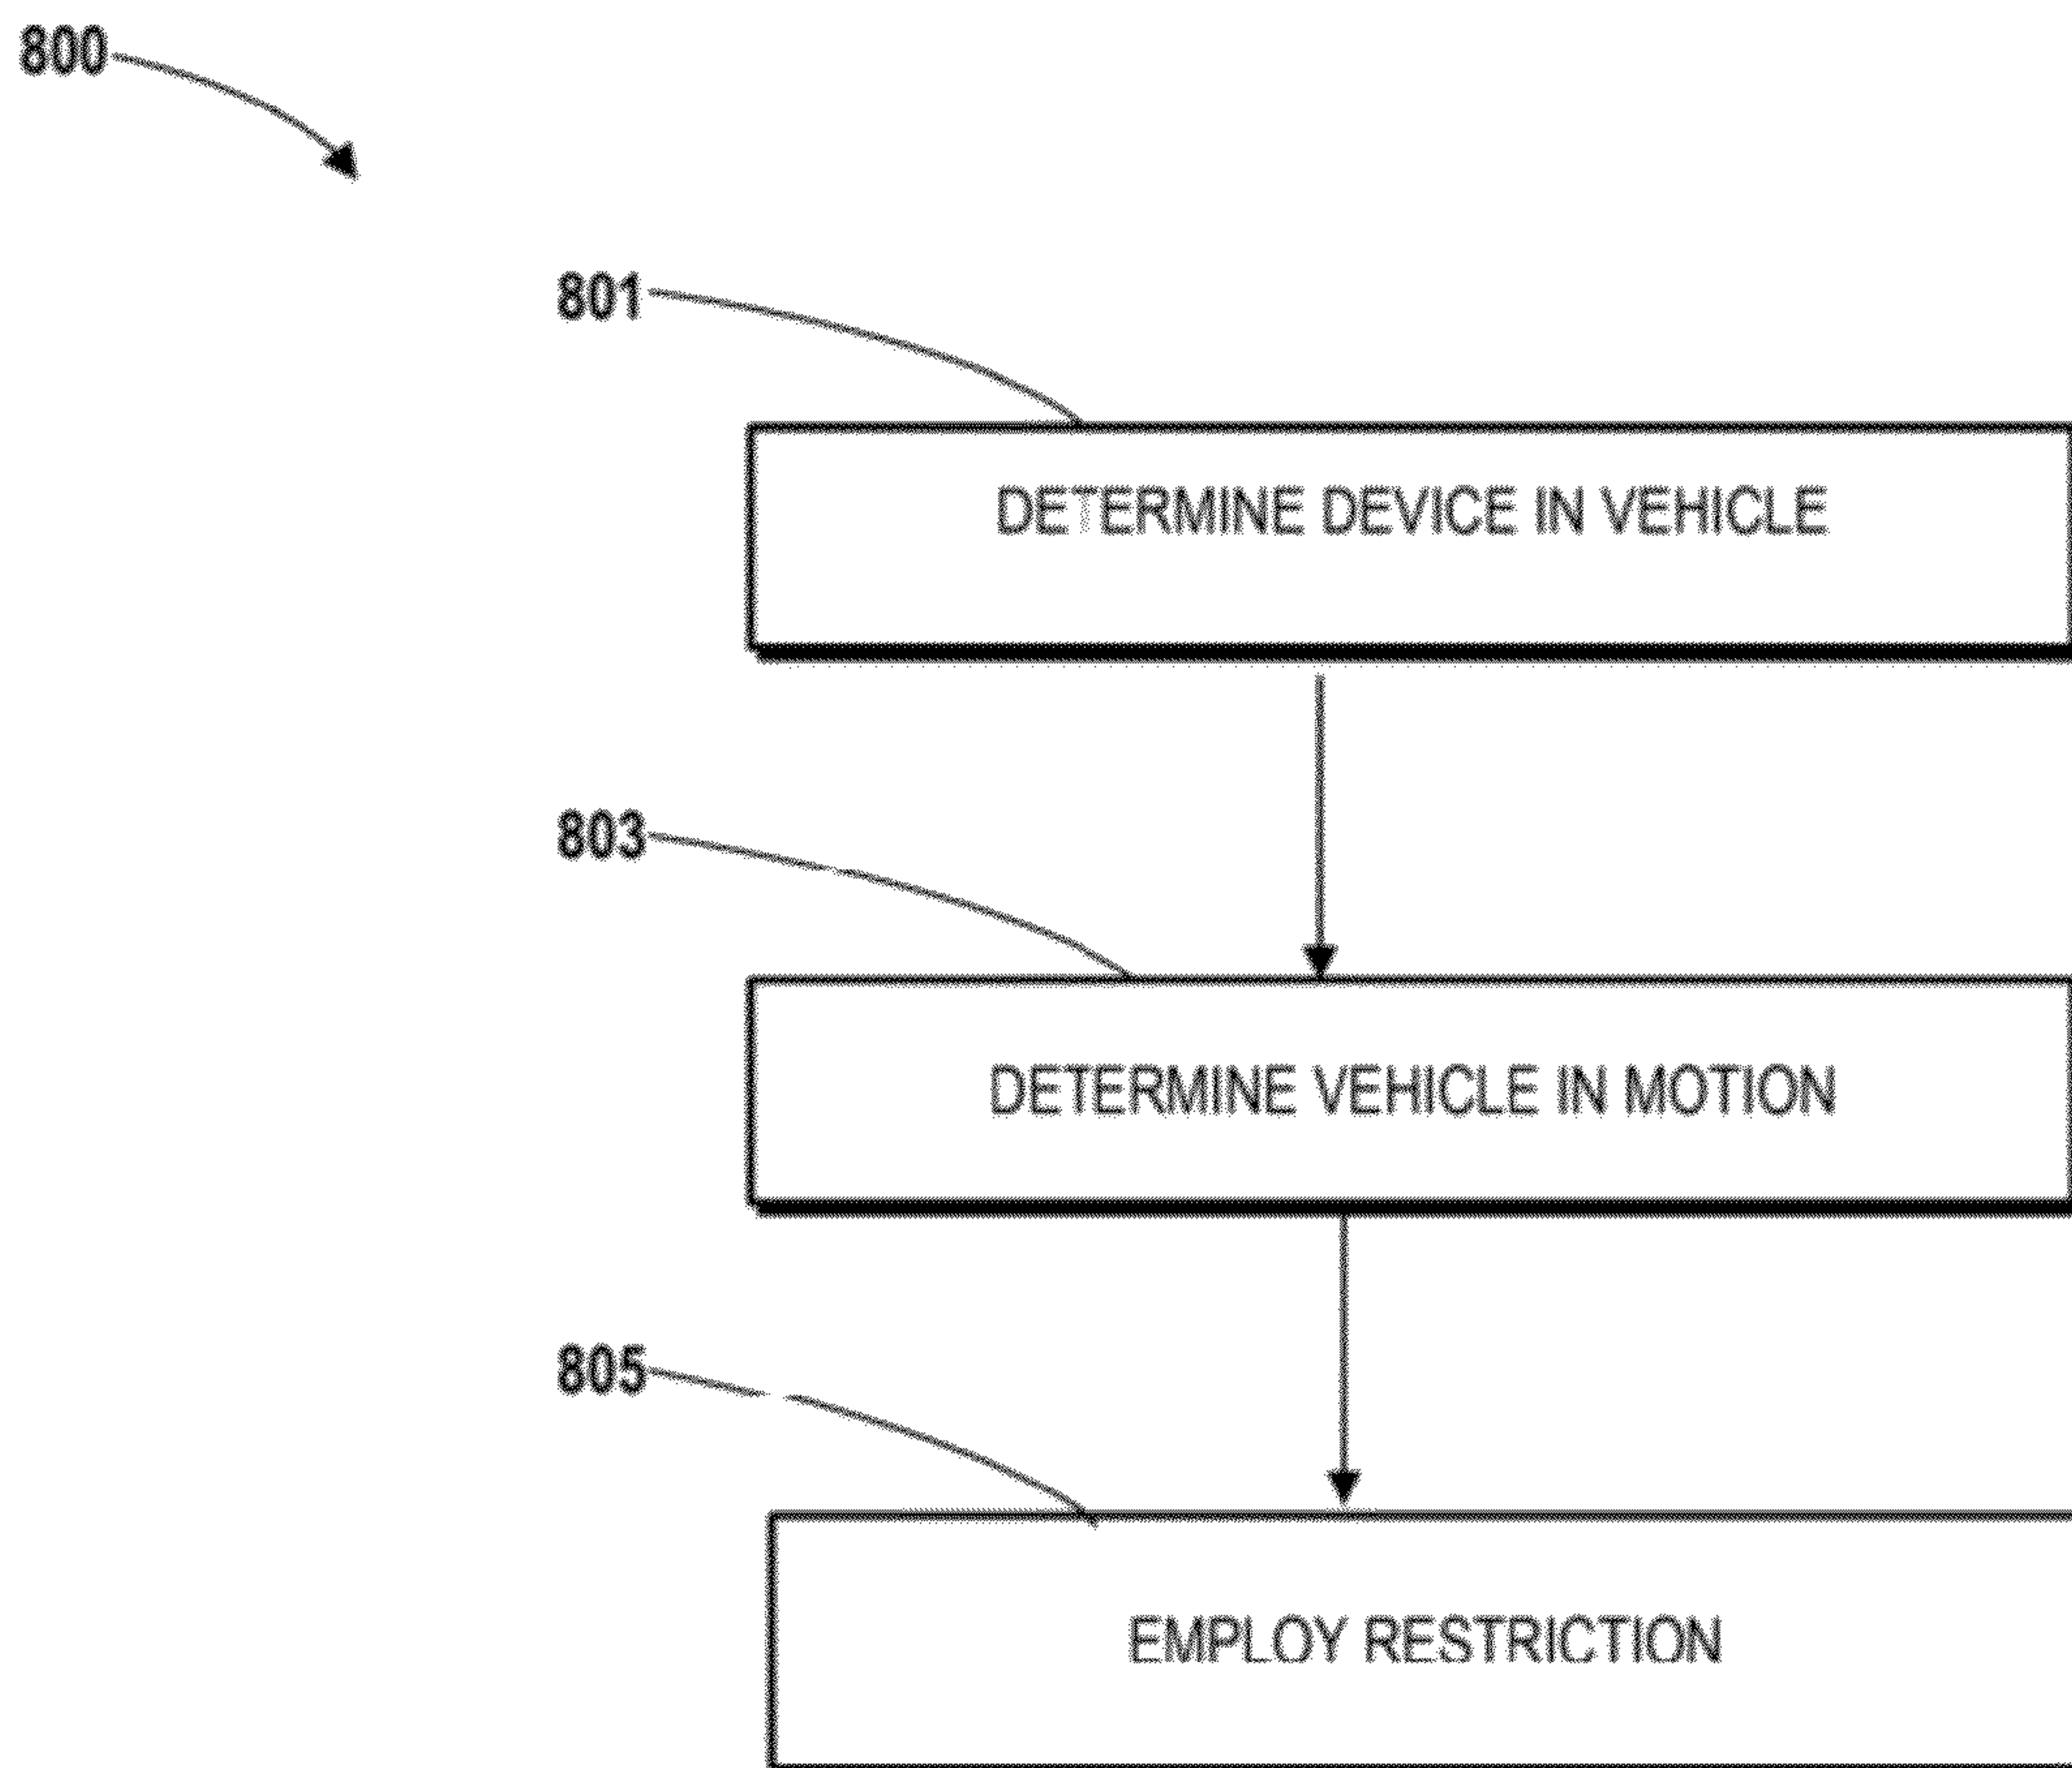 800
801
DETERMINE DEVICE IN VEHICLE
803
DETERMINE VEHICLE IN MOTION
805
EMPLOY RESTRICTION